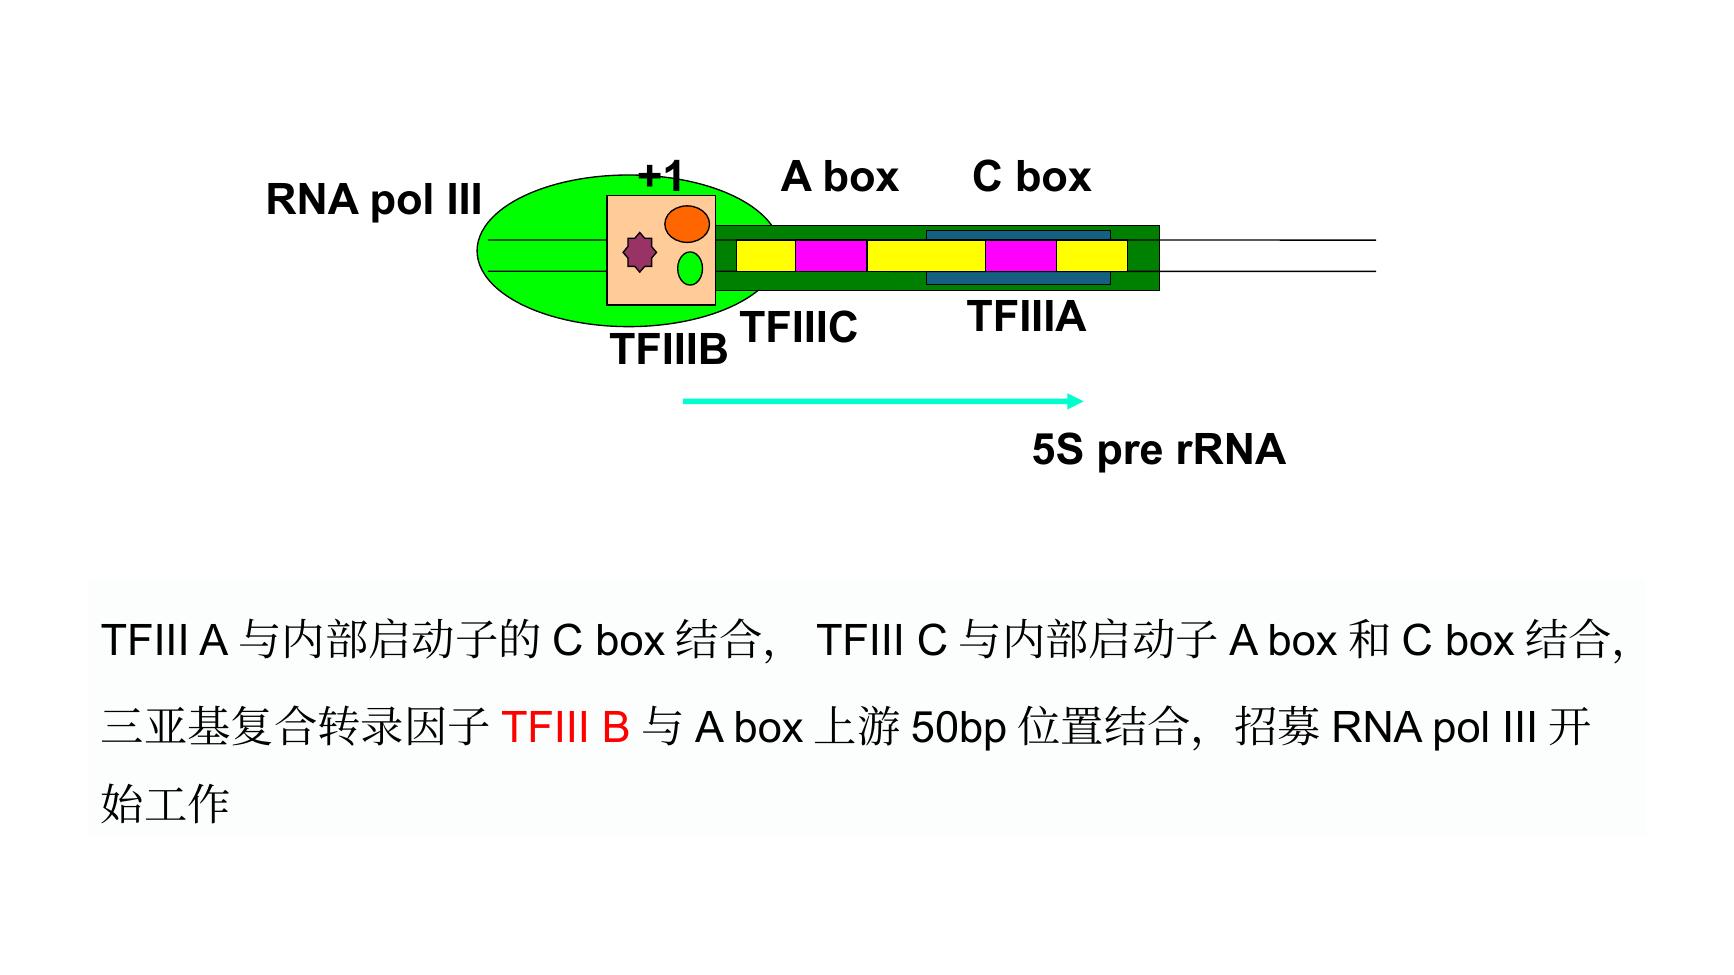 +1
A box
C box
RNA pol III
TFIIIA
TFIIIC
TFIIIB
5S pre rRNA
TFIII A 与内部启动子的 C box 结合， TFIII C 与内部启动子 A box 和 C box 结合，
三亚基复合转录因子 TFIII B 与 A box 上游 50bp 位置结合，招募 RNA pol III 开
始工作